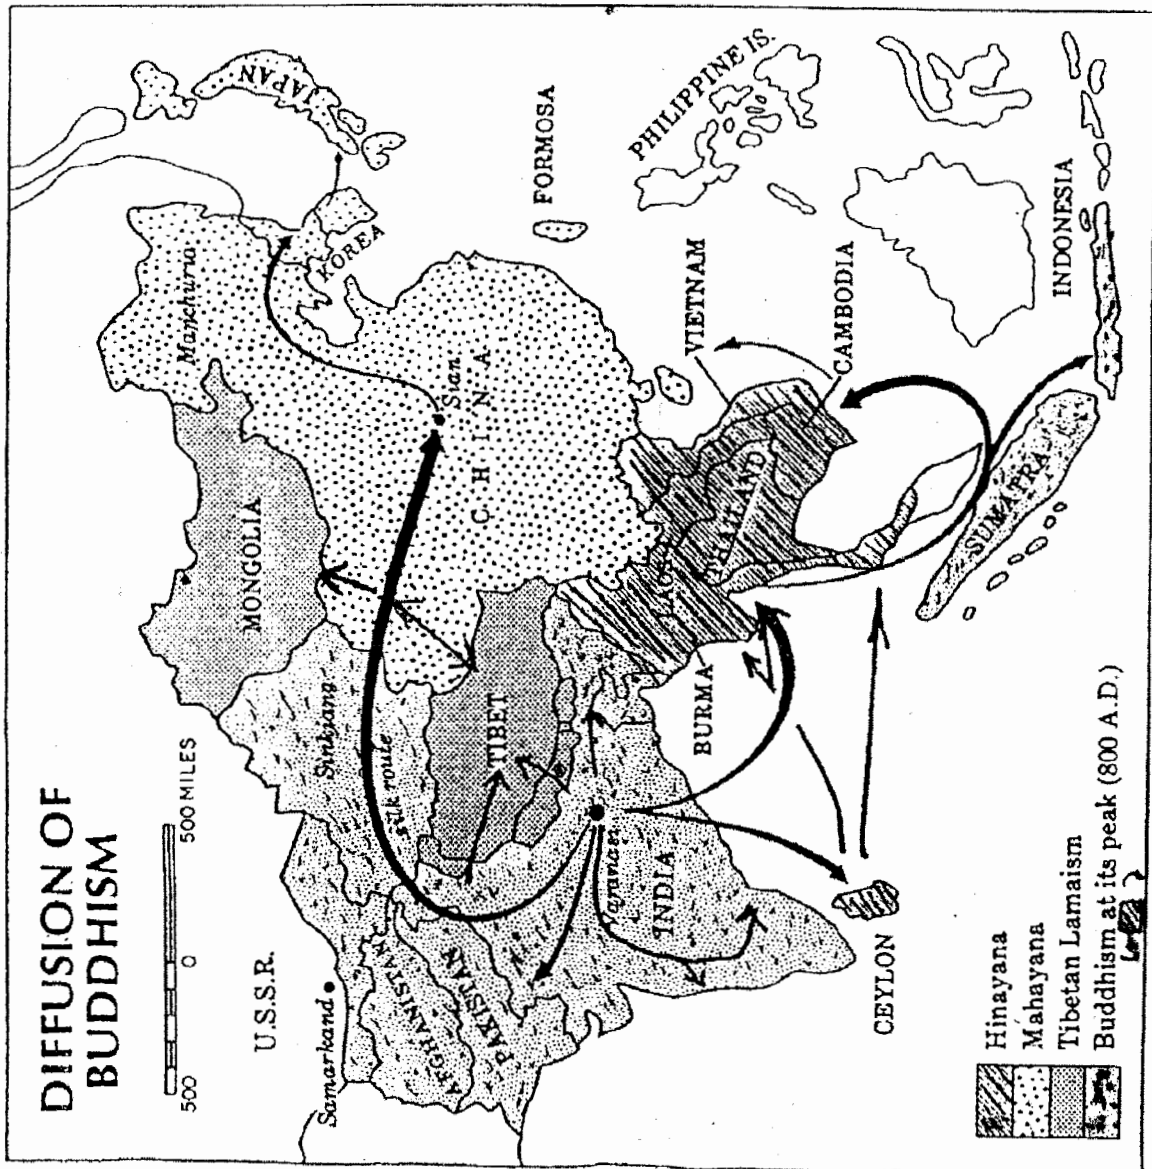 DIFFUSION OF
BUDDHISM
500 0 500 MILES
U.S.S.R.
Samarkand
AFGHANISTAN
PAKISTAN
Sinkiang
silk route
MONGOLIA
Manchuria
JAPAN
KOREA
Sian
CHINA
TIBET
Varanasi
INDIA
CEYLON
BURMA
LAOS
THAILAND
VIETNAM
CAMBODIA
FORMOSA
PHILIPPINE IS.
SUMATRA
INDONESIA
Hinayana
Mahayana
Tibetan Lamaism
Buddhism at its peak (800 A.D.)